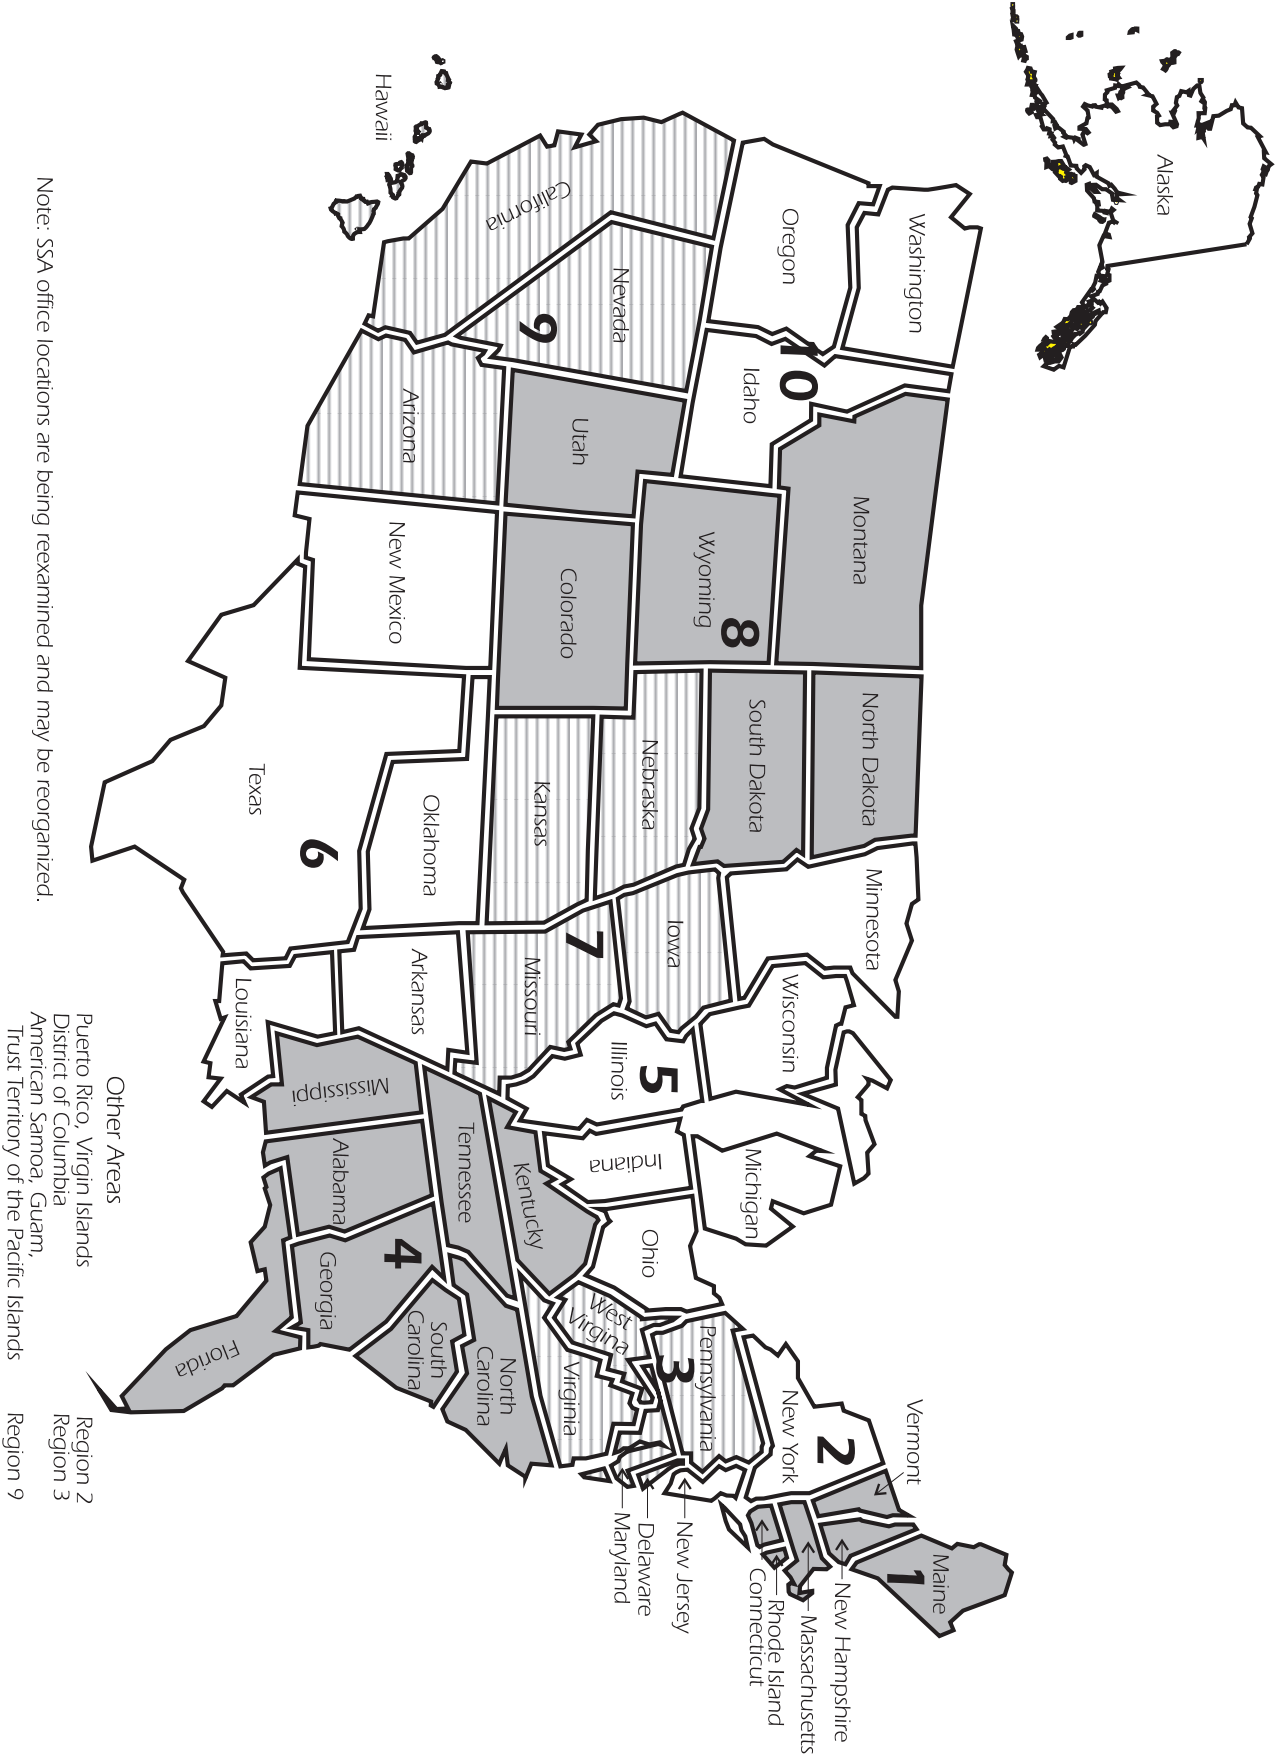 Alaska
Hawaii
Washington
Oregon
California
Nevada
9
Idaho
10
Montana
Utah
Arizona
Wyoming
8
Colorado
New Mexico
North Dakota
South Dakota
Nebraska
Kansas
Oklahoma
Texas
6
Minnesota
Iowa
7
Missouri
Arkansas
Louisiana
Wisconsin
Illinois
5
Michigan
Indiana
Ohio
Kentucky
Tennessee
Mississippi
Alabama
Georgia
4
Florida
South
Carolina
North
Carolina
Virginia
West
Virgina
Pennsylvania
3
New York
2
Vermont
Maine
1
New Hampshire
Massachusetts
Rhode Island
Connecticut
New Jersey
Delaware
Maryland
Other Areas
Puerto Rico, Virgin Islands Region 2
District of Columbia Region 3
American Samoa, Guam,
Trust Territory of the Pacific Islands Region 9
Note: SSA office locations are being reexamined and may be reorganized.